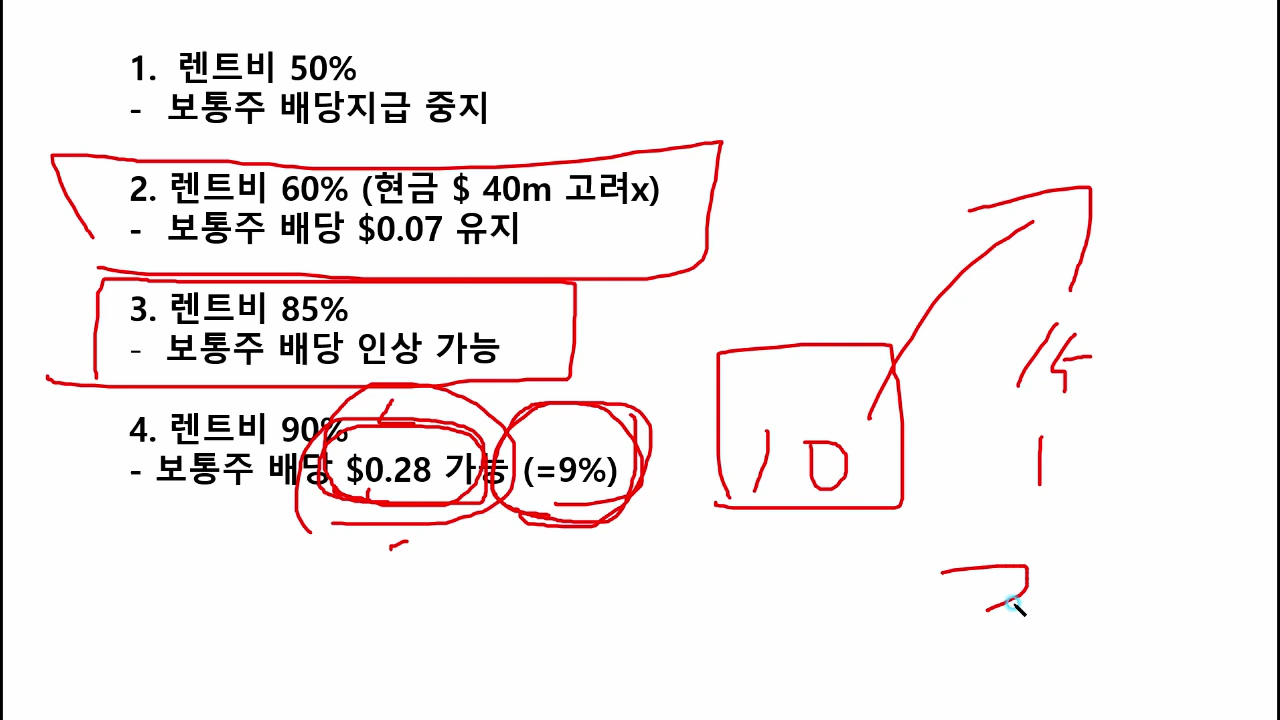 1. 렌트비 50%
- 보통주 배당지급 중지
2. 렌트비 60% (현금 $ 40m 고려x)
- 보통주 배당 $0.07 유지
3. 렌트비 85%
- 보통주 배당 인상 가능
4. 렌트비 90%
- 보통주 배당 $0.28 가능 (=9%)
10
15
1